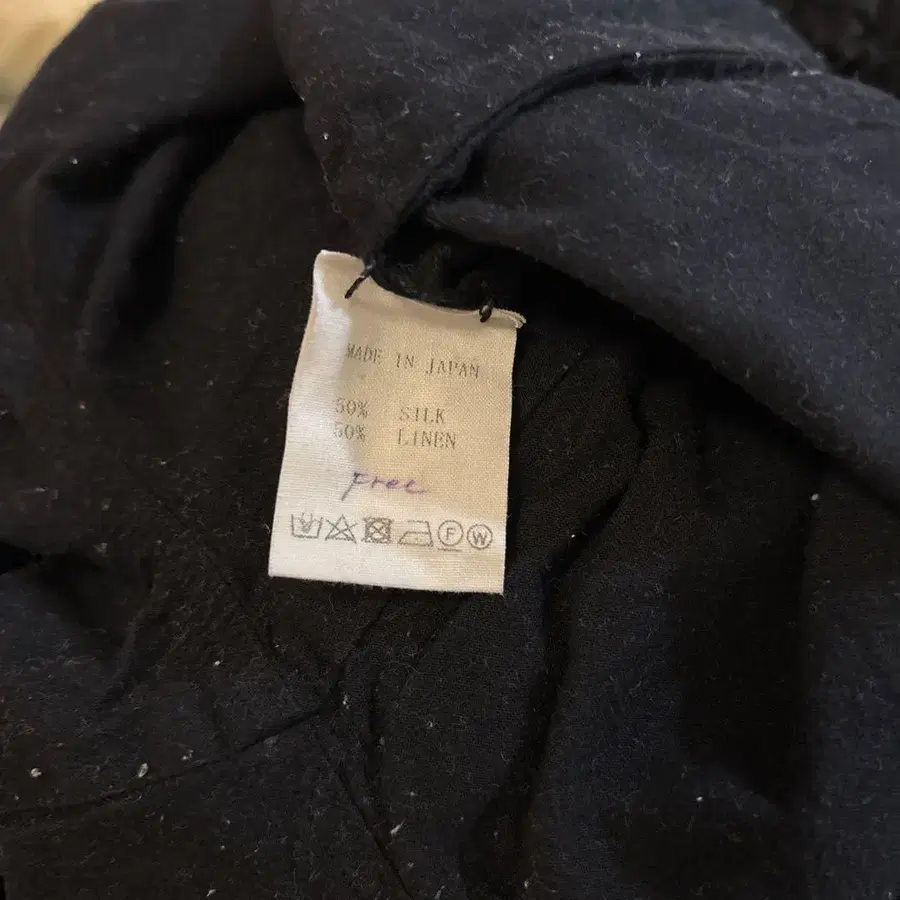 MADE IN JAPAN
50% SILK
50% LINEN
Free
F W